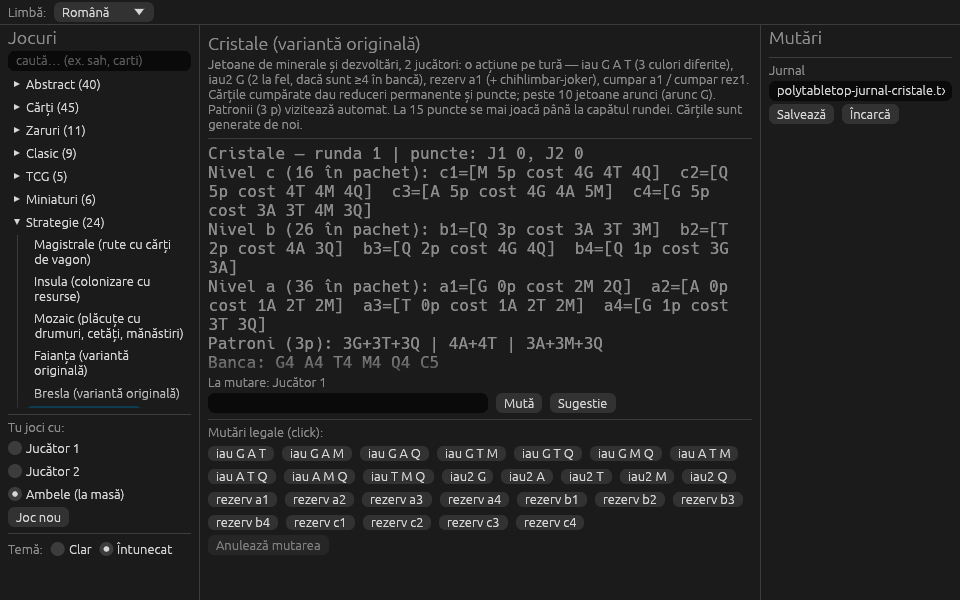 Limbă: Română
Jocuri
caută... (ex. sah, carti)
Abstract (40)
Cărți (45)
Zaruri (11)
Clasic (9)
TCG (5)
Miniaturi (6)
Strategie (24)
Magistrale (rute cu cărți
de vagon)
Insula (colonizare cu
resurse)
Mozaic (plăcuțe cu
drumuri, cetăți, mănăstiri)
Faianța (variantă
originală)
Bresla (variantă originală)
Tu joci cu:
Jucător 1
Jucător 2
Ambele (la masă)
Joc nou
Temă: Clar Întunecat
Cristale (variantă originală)
Jetoane de minerale și dezvoltări, 2 jucători: o acțiune pe tură — iau G A T (3 culori diferite),
iau2 G (2 la fel, dacă sunt ≥4 în bancă), rezerv a1 (+ chihlimbar-joker), cumpar a1 / cumpar rez1.
Cărțile cumpărate dau reduceri permanente și puncte; peste 10 jetoane arunci (arunc G).
Patronii (3 p) vizitează automat. La 15 puncte se mai joacă până la capătul rundei. Cărțile sunt
generate de noi.
Cristale — runda 1 | puncte: J1 0, J2 0
Nivel c (16 în pachet): c1=[M 5p cost 4G 4T 4Q] c2=[Q
5p cost 4T 4M 4Q] c3=[A 5p cost 4G 4A 5M] c4=[G 5p
cost 3A 3T 4M 3Q]
Nivel b (26 în pachet): b1=[Q 3p cost 3A 3T 3M] b2=[T
2p cost 4A 3Q] b3=[Q 2p cost 4G 4Q] b4=[Q 1p cost 3G
3A]
Nivel a (36 în pachet): a1=[G 0p cost 2M 2Q] a2=[A 0p
cost 1A 2T 2M] a3=[T 0p cost 1A 2T 2M] a4=[G 1p cost
3T 3Q]
Patroni (3p): 3G+3T+3Q | 4A+4T | 3A+3M+3Q
Banca: G4 A4 T4 M4 Q4 C5
La mutare: Jucător 1
Mută Sugestie
Mutări legale (click):
iau G A T iau G A M iau G A Q iau G T M iau G T Q iau G M Q iau A T M
iau A T Q iau A M Q iau T M Q iau2 G iau2 A iau2 T iau2 M iau2 Q
rezerv a1 rezerv a2 rezerv a3 rezerv a4 rezerv b1 rezerv b2 rezerv b3
rezerv b4 rezerv c1 rezerv c2 rezerv c3 rezerv c4
Anulează mutarea
Mutări
Jurnal
polytabletop-jurnal-cristale.tx
Salvează Încarcă